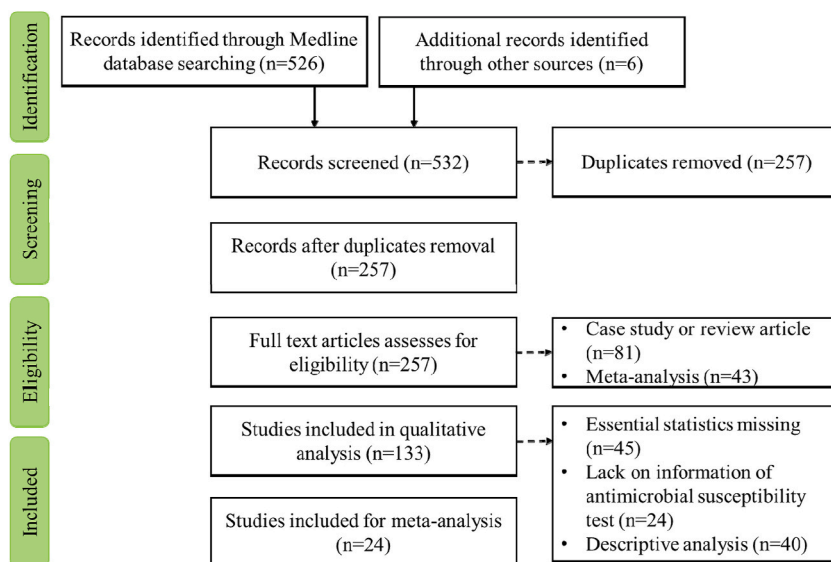 Identification
Records identified through Medline
database searching (n=526)
Additional records identified
through other sources (n=6)
Screening
Records screened (n=532)
Duplicates removed (n=257)
Records after duplicates removal
(n=257)
Eligibility
Full text articles assesses for
eligibility (n=257)
• Case study or review article
(n=81)
• Meta-analysis (n=43)
Included
Studies included in qualitative
analysis (n=133)
• Essential statistics missing
(n=45)
• Lack on information of
antimicrobial susceptibility
test (n=24)
• Descriptive analysis (n=40)
Studies included for meta-analysis
(n=24)